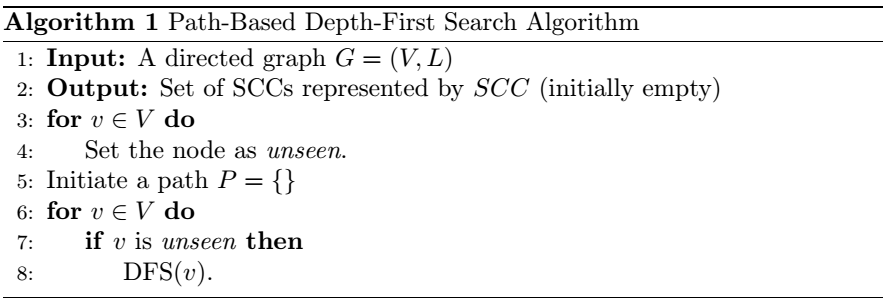 Algorithm 1 Path-Based Depth-First Search Algorithm
1: Input: A directed graph G = (V, L)
2: Output: Set of SCCs represented by SCC (initially empty)
3: for v ∈ V do
4: Set the node as unseen.
5: Initiate a path P = {}
6: for v ∈ V do
7: if v is unseen then
8: DFS(v).